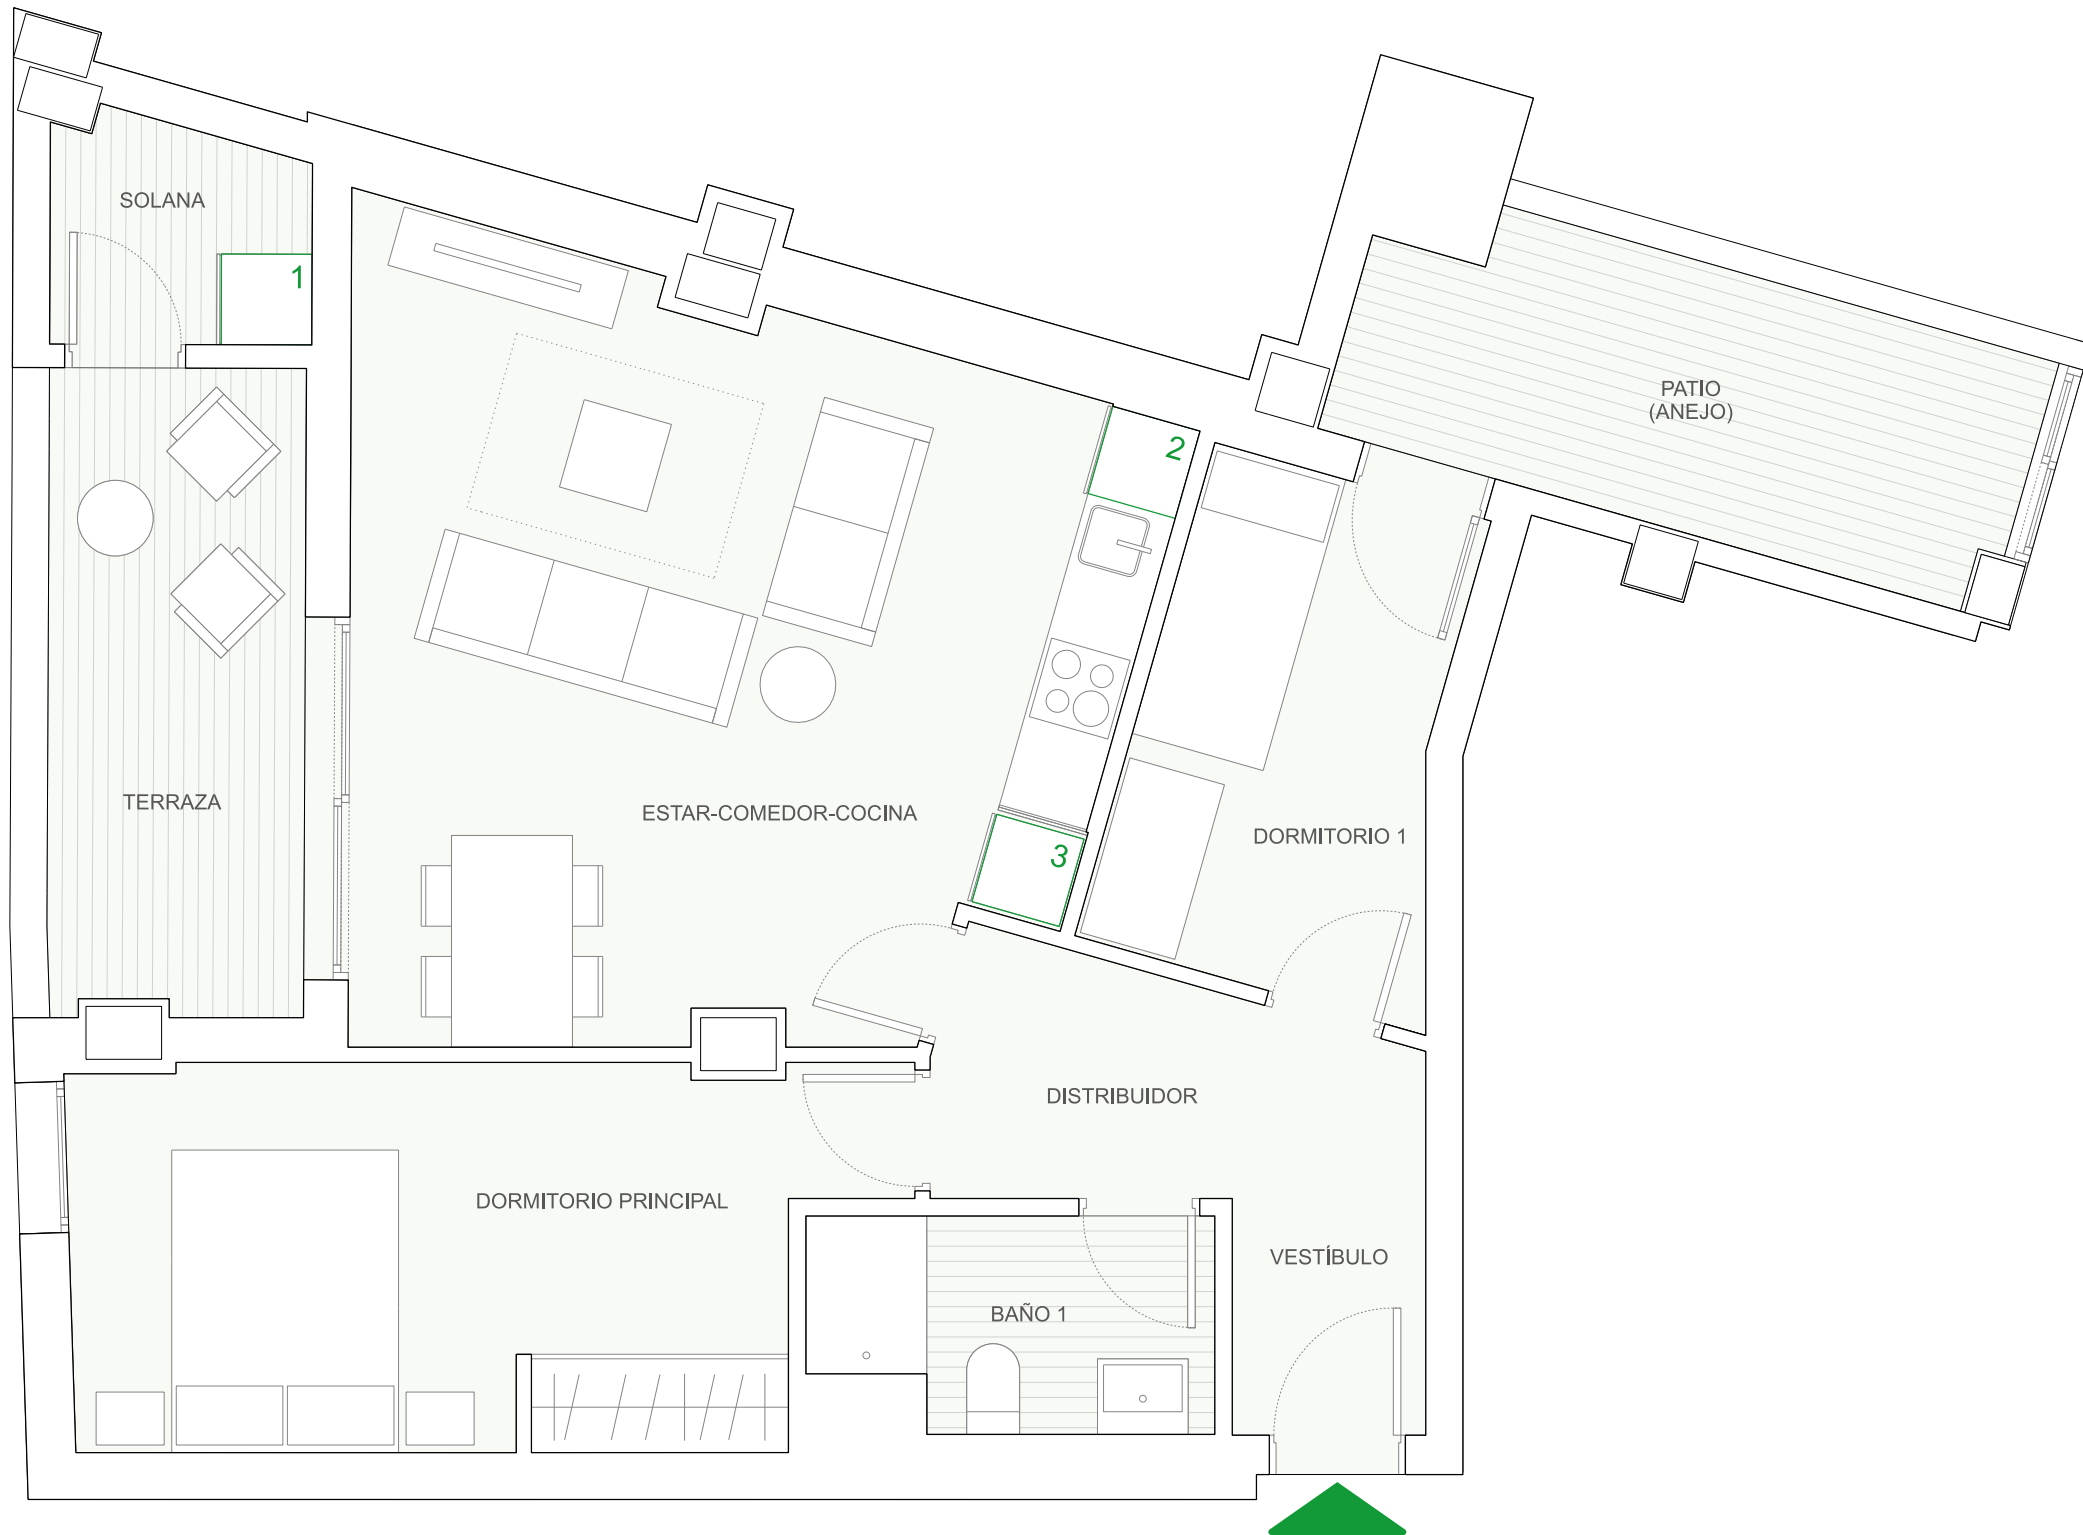 SOLANA
1
2
PATIO
(ANEJO)
TERRAZA
ESTAR-COMEDOR-COCINA
3
DORMITORIO 1
DISTRIBUIDOR
DORMITORIO PRINCIPAL
VESTÍBULO
BAÑO 1